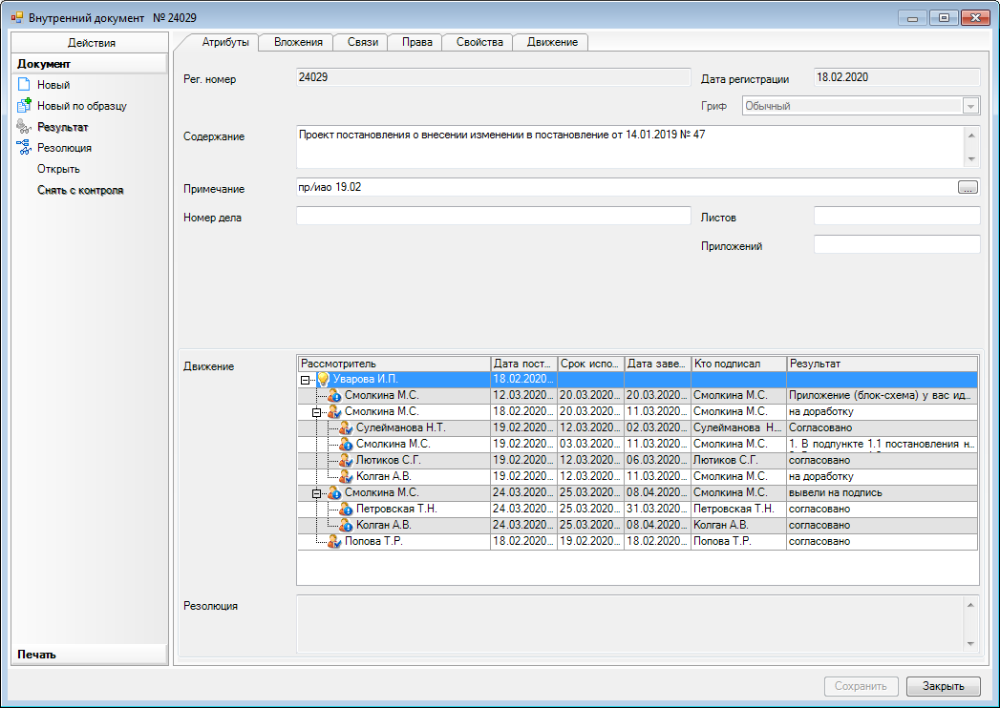 Внутренний документ № 24029
Действия
Документ
Новый
Новый по образцу
Результат
Резолюция
Открыть
Снять с контроля
Печать
Атрибуты Вложения Связи Права Свойства Движение
Рег. номер 24029 Дата регистрации 18.02.2020
Гриф Обычный
Содержание Проект постановления о внесении изменении в постановление от 14.01.2019 № 47
Примечание пр/иао 19.02 ...
Номер дела Листов
Приложений
Движение
Рассмотритель Дата пост... Срок испо... Дата заве... Кто подписал Результат
Уварова И.П. 18.02.2020...
Смолкина М.С. 12.03.2020... 20.03.2020... 20.03.2020... Смолкина М.С. Приложение (блок-схема) у вас ид...
Смолкина М.С. 18.02.2020... 20.03.2020... 11.03.2020... Смолкина М.С. на доработку
Сулейманова Н.Т. 19.02.2020... 12.03.2020... 02.03.2020... Сулейманова Н... Согласовано
Смолкина М.С. 19.02.2020... 03.03.2020... 11.03.2020... Смолкина М.С. 1. В подпункте 1.1 постановления н...
Лютиков С.Г. 19.02.2020... 12.03.2020... 06.03.2020... Лютиков С.Г. согласовано
Колган А.В. 19.02.2020... 12.03.2020... 11.03.2020... Смолкина М.С. на доработку
Смолкина М.С. 24.03.2020... 25.03.2020... 08.04.2020... Смолкина М.С. вывели на подпись
Петровская Т.Н. 24.03.2020... 25.03.2020... 31.03.2020... Петровская Т.Н. согласовано
Колган А.В. 24.03.2020... 25.03.2020... 08.04.2020... Колган А.В. согласовано
Попова Т.Р. 18.02.2020... 19.02.2020... 18.02.2020... Попова Т.Р. согласовано
Резолюция
Сохранить Закрыть